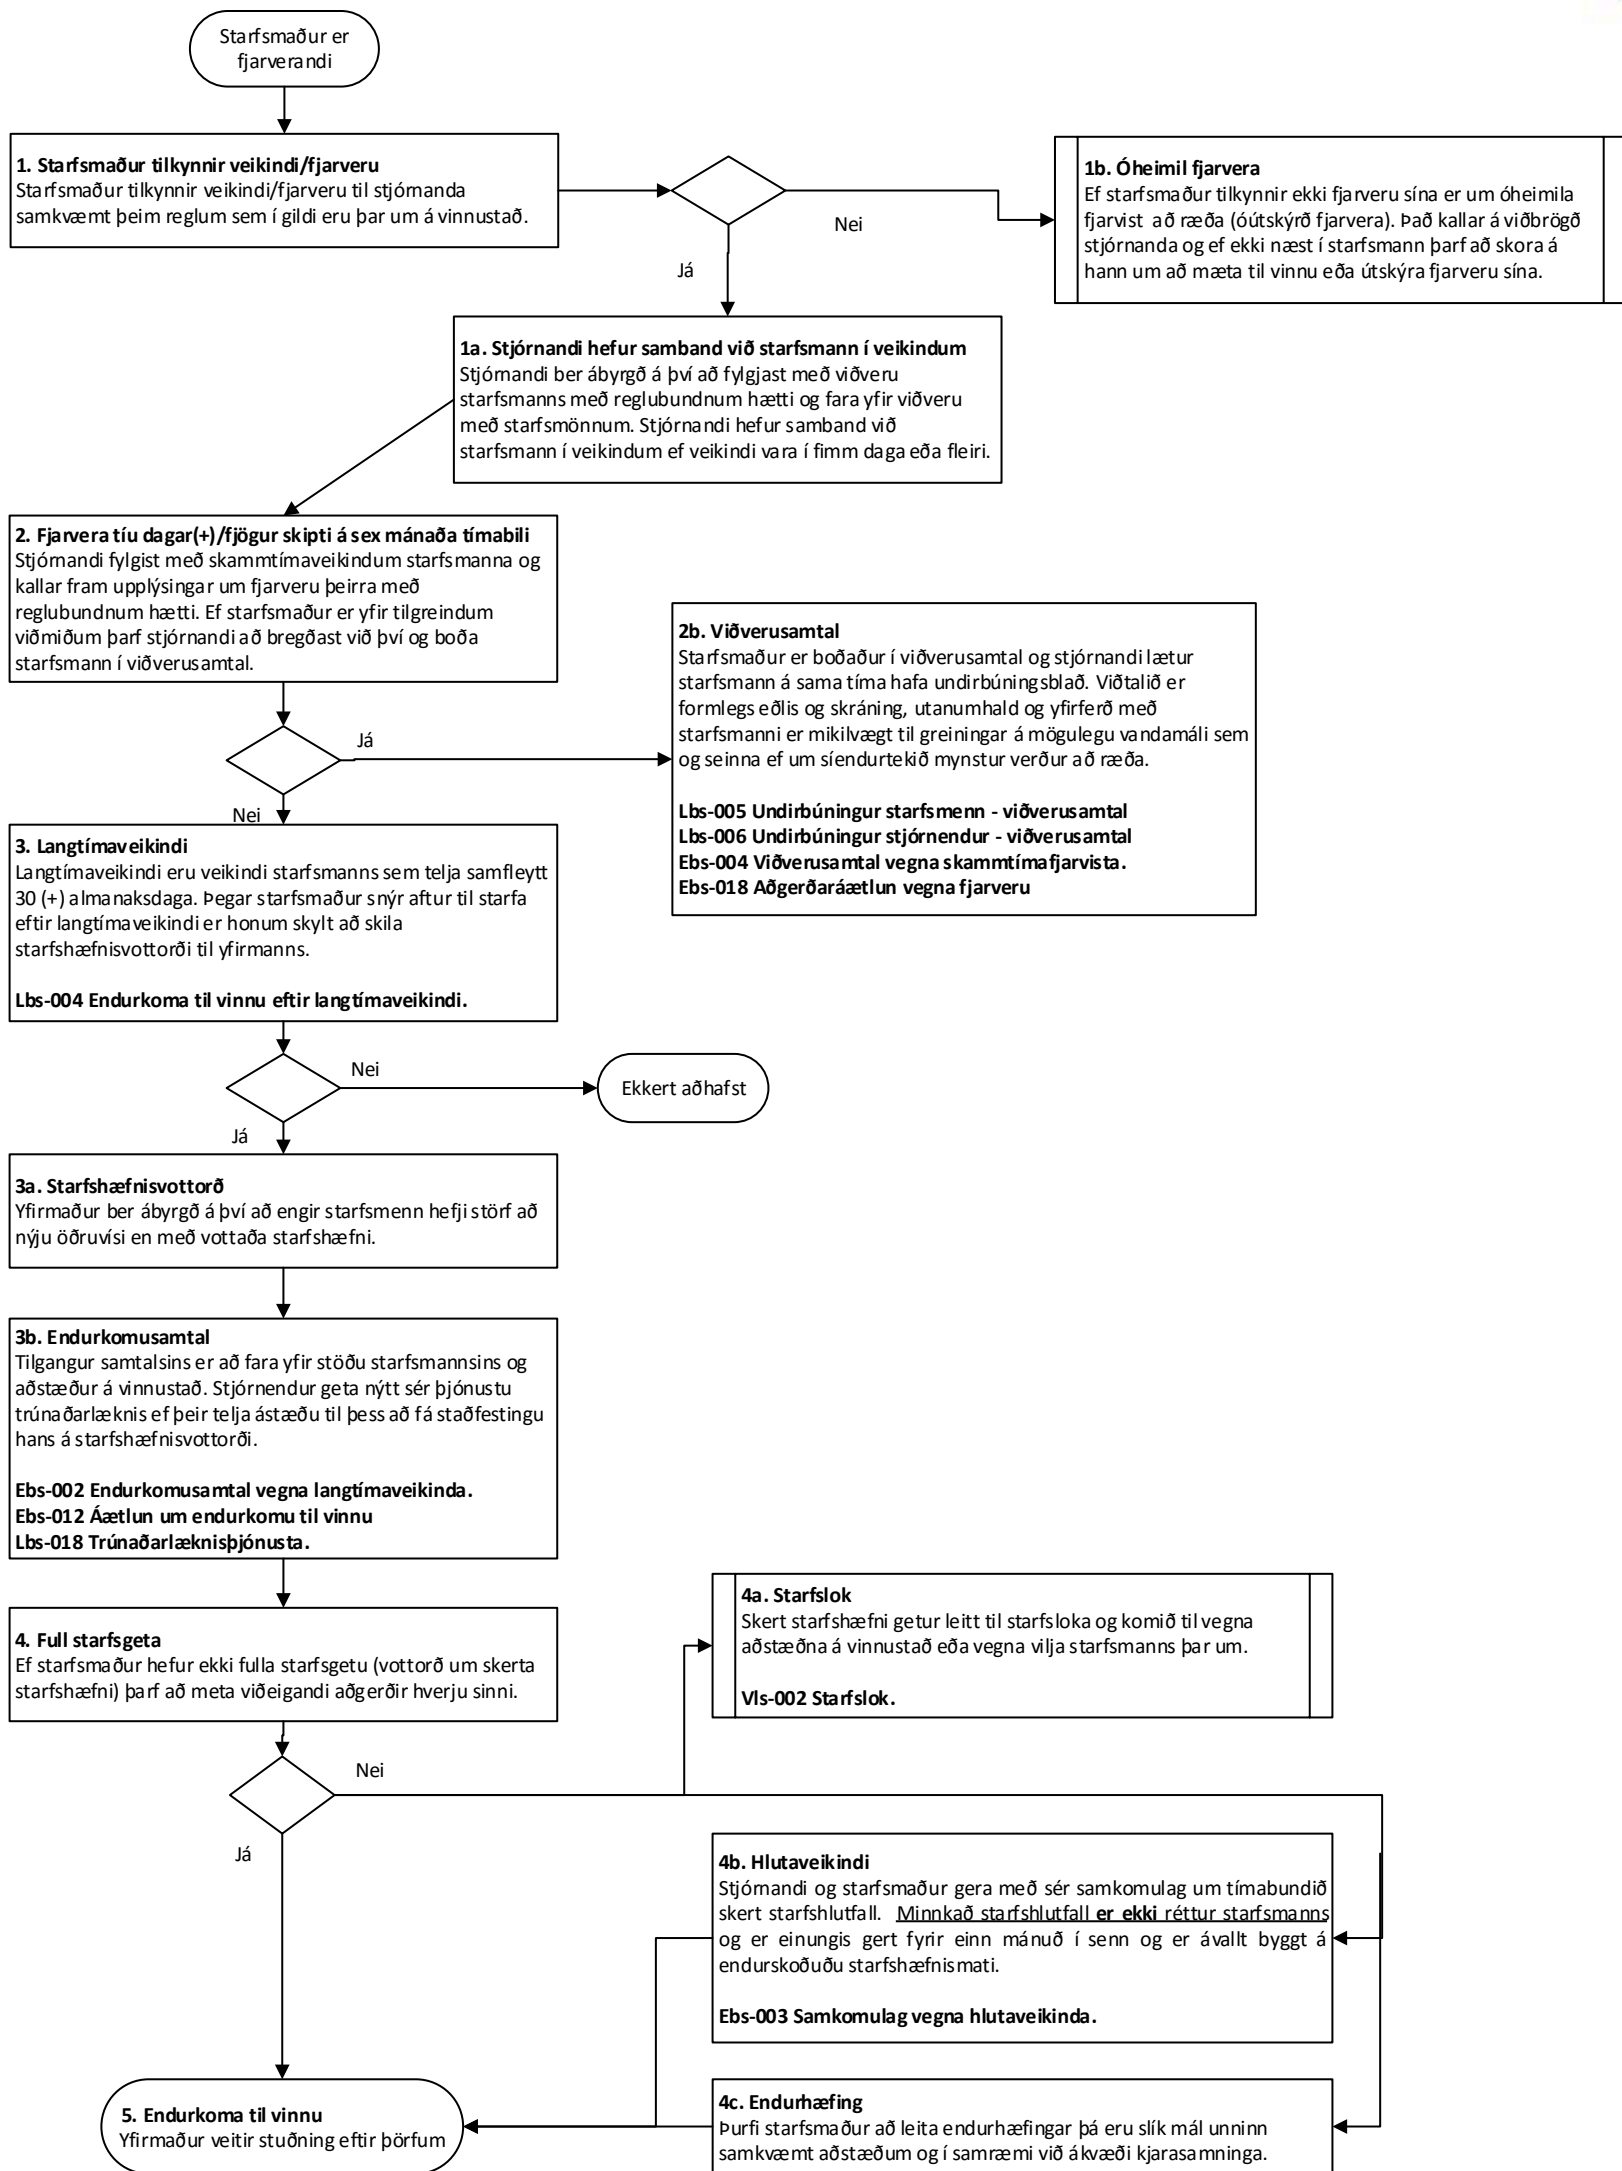 Starfsmaður er
fjarverandi
1. Starfsmaður tilkynnir veikindi/fjarveru
Starfsmaður tilkynnir veikindi/fjarveru til stjórnanda
samkvæmt þeim reglum sem í gildi eru þar um á vinnustað.
Nei
Já
1b. Óheimil fjarvera
Ef starfsmaður tilkynnir ekki fjarveru sína er um óheimila
fjarvist að ræða (óútskýrð fjarvera). Það kallar á viðbrögð
stjórnanda og ef ekki næst í starfsmann þarf að skora á
hann um að mæta til vinnu eða útskýra fjarveru sína.
1a. Stjórnandi hefur samband við starfsmann í veikindum
Stjórnandi ber ábyrgð á því að fylgjast með viðveru
starfsmanns með reglubundnum hætti og fara yfir viðveru
með starfsmönnum. Stjórnandi hefur samband við
starfsmann í veikindum ef veikindi vara í fimm daga eða fleiri.
2. Fjarvera tíu dagar(+)/fjögur skipti á sex mánaða tímabili
Stjórnandi fylgist með skammtímaveikindum starfsmanna og
kallar fram upplýsingar um fjarveru þeirra með
reglubundnum hætti. Ef starfsmaður er yfir tilgreindum
viðmiðum þarf stjórnandi að bregðast við því og boða
starfsmann í viðverusamtal.
Já
Nei
2b. Viðverusamtal
Starfsmaður er boðaður í viðverusamtal og stjórnandi lætur
starfsmann á sama tíma hafa undirbúningsblað. Viðtalið er
formlegs eðlis og skráning, utanumhald og yfirferð með
starfsmanni er mikilvægt til greiningar á mögulegu vandamáli sem
og seinna ef um síendurtekið mynstur verður að ræða.
Lbs-005 Undirbúningur starfsmenn - viðverusamtal
Lbs-006 Undirbúningur stjórnendur - viðverusamtal
Ebs-004 Viðverusamtal vegna skammtímafjarvista.
Ebs-018 Aðgerðaráætlun vegna fjarveru
3. Langtímaveikindi
Langtímaveikindi eru veikindi starfsmanns sem telja samfleytt
30 (+) almanaksdaga. Þegar starfsmaður snýr aftur til starfa
eftir langtímaveikindi er honum skylt að skila
starfshæfnisvottorði til yfirmanns.
Lbs-004 Endurkoma til vinnu eftir langtímaveikindi.
Nei
Ekkert aðhafst
Já
3a. Starfshæfnisvottorð
Yfirmaður ber ábyrgð á því að engir starfsmenn hefji störf að
nýju öðruvísi en með vottaða starfshæfni.
3b. Endurkomusamtal
Tilgangur samtalsins er að fara yfir stöðu starfsmannsins og
aðstæður á vinnustað. Stjórnendur geta nýtt sér þjónustu
trúnaðarlæknis ef þeir telja ástæðu til þess að fá staðfestingu
hans á starfshæfnisvottorði.
Ebs-002 Endurkomusamtal vegna langtímaveikinda.
Ebs-012 Áætlun um endurkomu til vinnu
Lbs-018 Trúnaðarlæknisþjónusta.
4. Full starfsgeta
Ef starfsmaður hefur ekki fulla starfsgetu (vottorð um skerta
starfshæfni) þarf að meta viðeigandi aðgerðir hverju sinni.
Nei
Já
4a. Starfslok
Skert starfshæfni getur leitt til starfsloka og komið til vegna
aðstæðna á vinnustað eða vegna vilja starfsmanns þar um.
Vls-002 Starfslok.
4b. Hlutaveikindi
Stjórnandi og starfsmaður gera með sér samkomulag um tímabundið
skert starfshlutfall. Minnkað starfshlutfall er ekki réttur starfsmanns
og er einungis gert fyrir einn mánuð í senn og er ávallt byggt á
endurskoðuðu starfshæfnismati.
Ebs-003 Samkomulag vegna hlutaveikinda.
4c. Endurhæfing
Þurfi starfsmaður að leita endurhæfingar þá eru slík mál unninn
samkvæmt aðstæðum og í samræmi við ákvæði kjarasamninga.
5. Endurkoma til vinnu
Yfirmaður veitir stuðning eftir þörfum